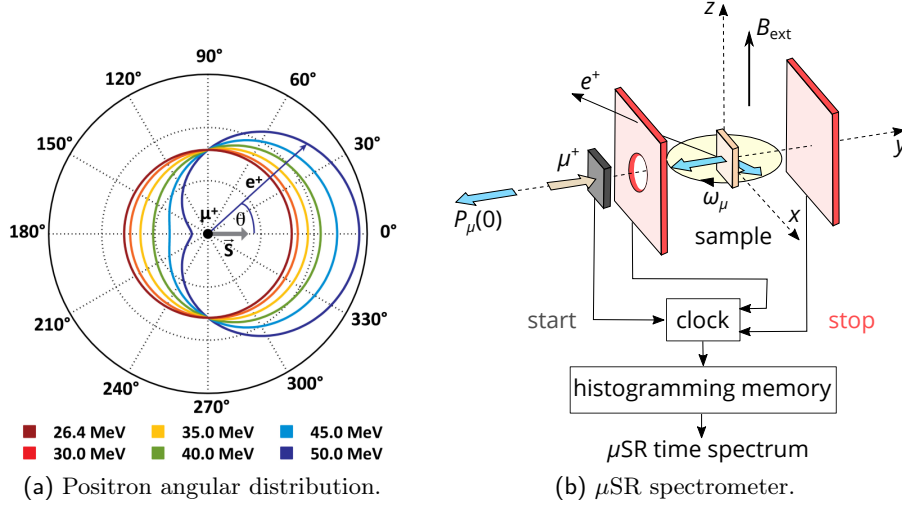 90°
120°
60°
150°
30°
e⁺
μ⁺
θ
180°
0°
S⃗
210°
330°
240°
300°
270°
26.4 MeV
35.0 MeV
45.0 MeV
30.0 MeV
40.0 MeV
50.0 MeV
(a) Positron angular distribution.
z
B_ext
e⁺
y
μ⁺
ω_μ
P_μ(0)
x
sample
start
clock
stop
histogramming memory
μSR time spectrum
(b) μSR spectrometer.